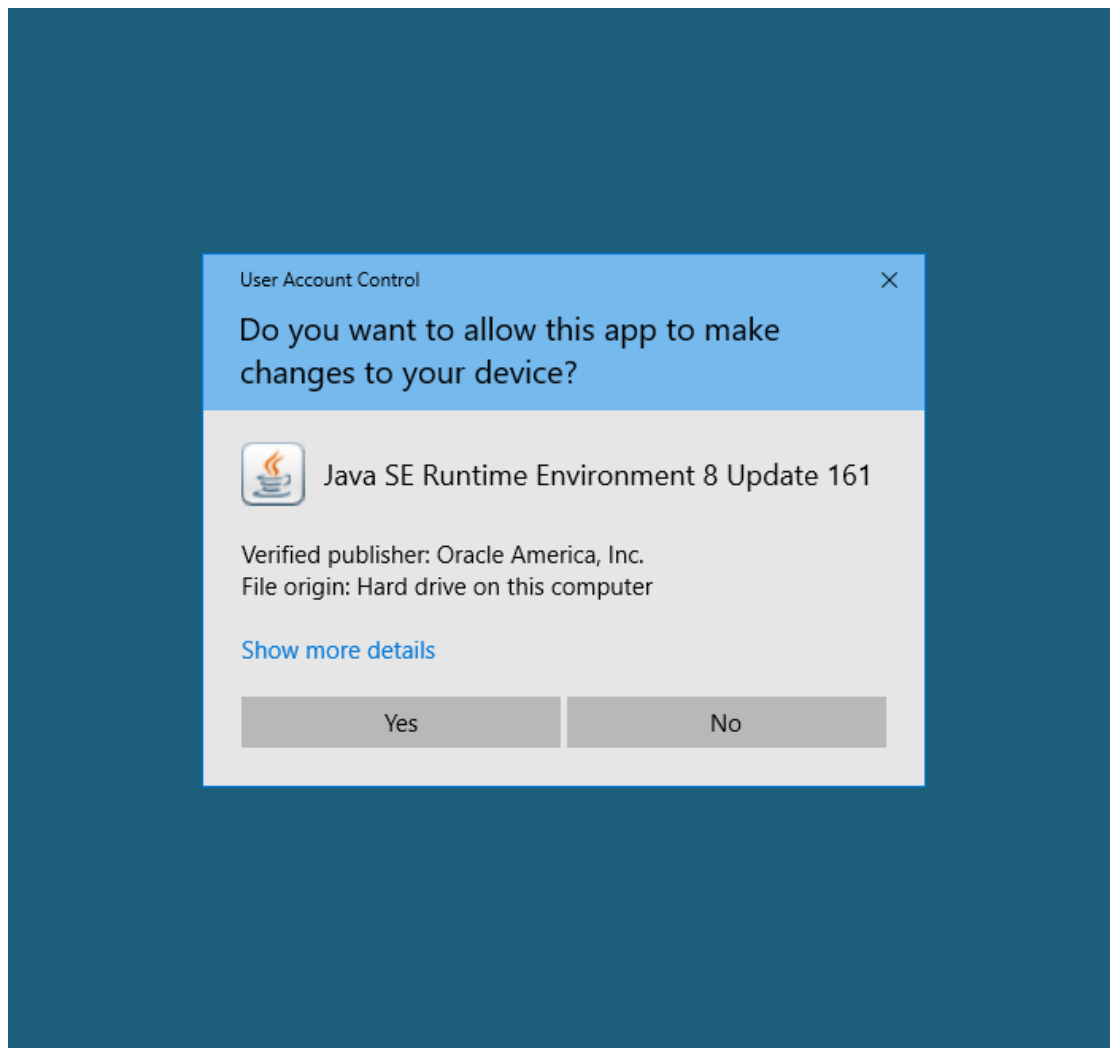 User Account Control
Do you want to allow this app to make
changes to your device?
Java SE Runtime Environment 8 Update 161
Verified publisher: Oracle America, Inc.
File origin: Hard drive on this computer
Show more details
Yes
No